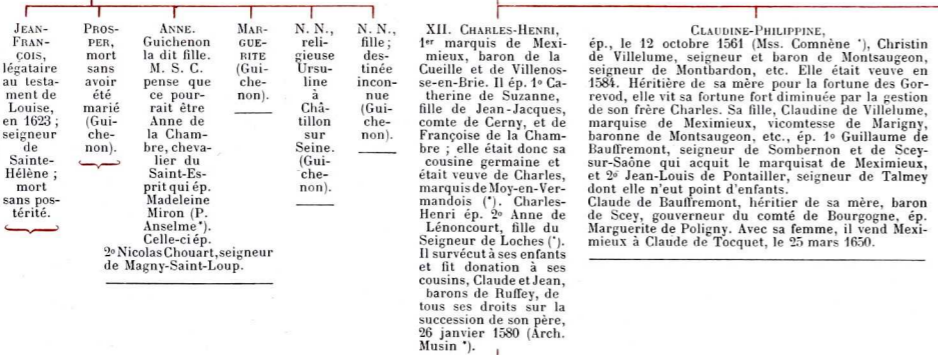 JEAN-
FRAN-
ÇOIS,
légataire
au testa-
ment de
Louise,
en 1623;
seigneur
de
Sainte-
Hélène;
mort
sans pos-
térité.
PROS-
PER,
mort
sans
avoir
été
marié
(Gui-
che-
non).
ANNE.
Guichenon
la dit fille.
M. S. C.
pense que
ce pour-
rait être
Anne de
la Cham-
bre, cheva-
lier du
Saint-Es-
prit qui ép.
Madeleine
Miron (P.
Anselme*).
Celle-ci ép.
2º Nicolas Chouart, seigneur
de Magny-Saint-Loup.
MAR-
GUE-
RITE
(Gui-
che-
non).
N. N.,
reli-
gieuse
Ursu-
line
à
Châ-
tillon
sur
Seine.
(Gui-
che-
non).
N. N.,
fille;
des-
tinée
incon-
nue
(Gui-
che-
non).
XII. CHARLES-HENRI,
1er marquis de Mexi-
mieux, baron de la
Cueille et de Villenos-
se-en-Brie. Il ép. 1º Ca-
therine de Suzanne,
fille de Jean-Jacques,
comte de Cerny, et de
Françoise de la Cham-
bre; elle était donc sa
cousine germaine et
était veuve de Charles,
marquis de Moy-en-Ver-
mandois (*). Charles-
Henri ép. 2º Anne de
Lénoncourt, fille du
Seigneur de Loches (*).
Il survécut à ses enfants
et fit donation à ses
cousins, Claude et Jean,
barons de Ruffey, de
tous ses droits sur la
succession de son père,
26 janvier 1580 (Arch.
Musin *).
CLAUDINE-PHILIPPINE,
ép., le 12 octobre 1561 (Mss. Comnène *), Christin
de Villelume, seigneur et baron de Montsaugeon,
seigneur de Montbardon, etc. Elle était veuve en
1584. Héritière de sa mère pour la fortune des Gor-
revod, elle vit sa fortune fort diminuée par la gestion
de son frère Charles. Sa fille, Claudine de Villelume,
marquise de Meximieux, vicomtesse de Marigny,
baronne de Montsaugeon, etc., ép. 1º Guillaume de
Bauffremont, seigneur de Sombernon et de Scey-
sur-Saône qui acquit le marquisat de Meximieux,
et 2º Jean-Louis de Pontailler, seigneur de Talmey
dont elle n'eut point d'enfants.
Claude de Bauffremont, héritier de sa mère, baron
de Scey, gouverneur du comté de Bourgogne, ép.
Marguerite de Poligny. Avec sa femme, il vend Mexi-
mieux à Claude de Tocquet, le 25 mars 1650.